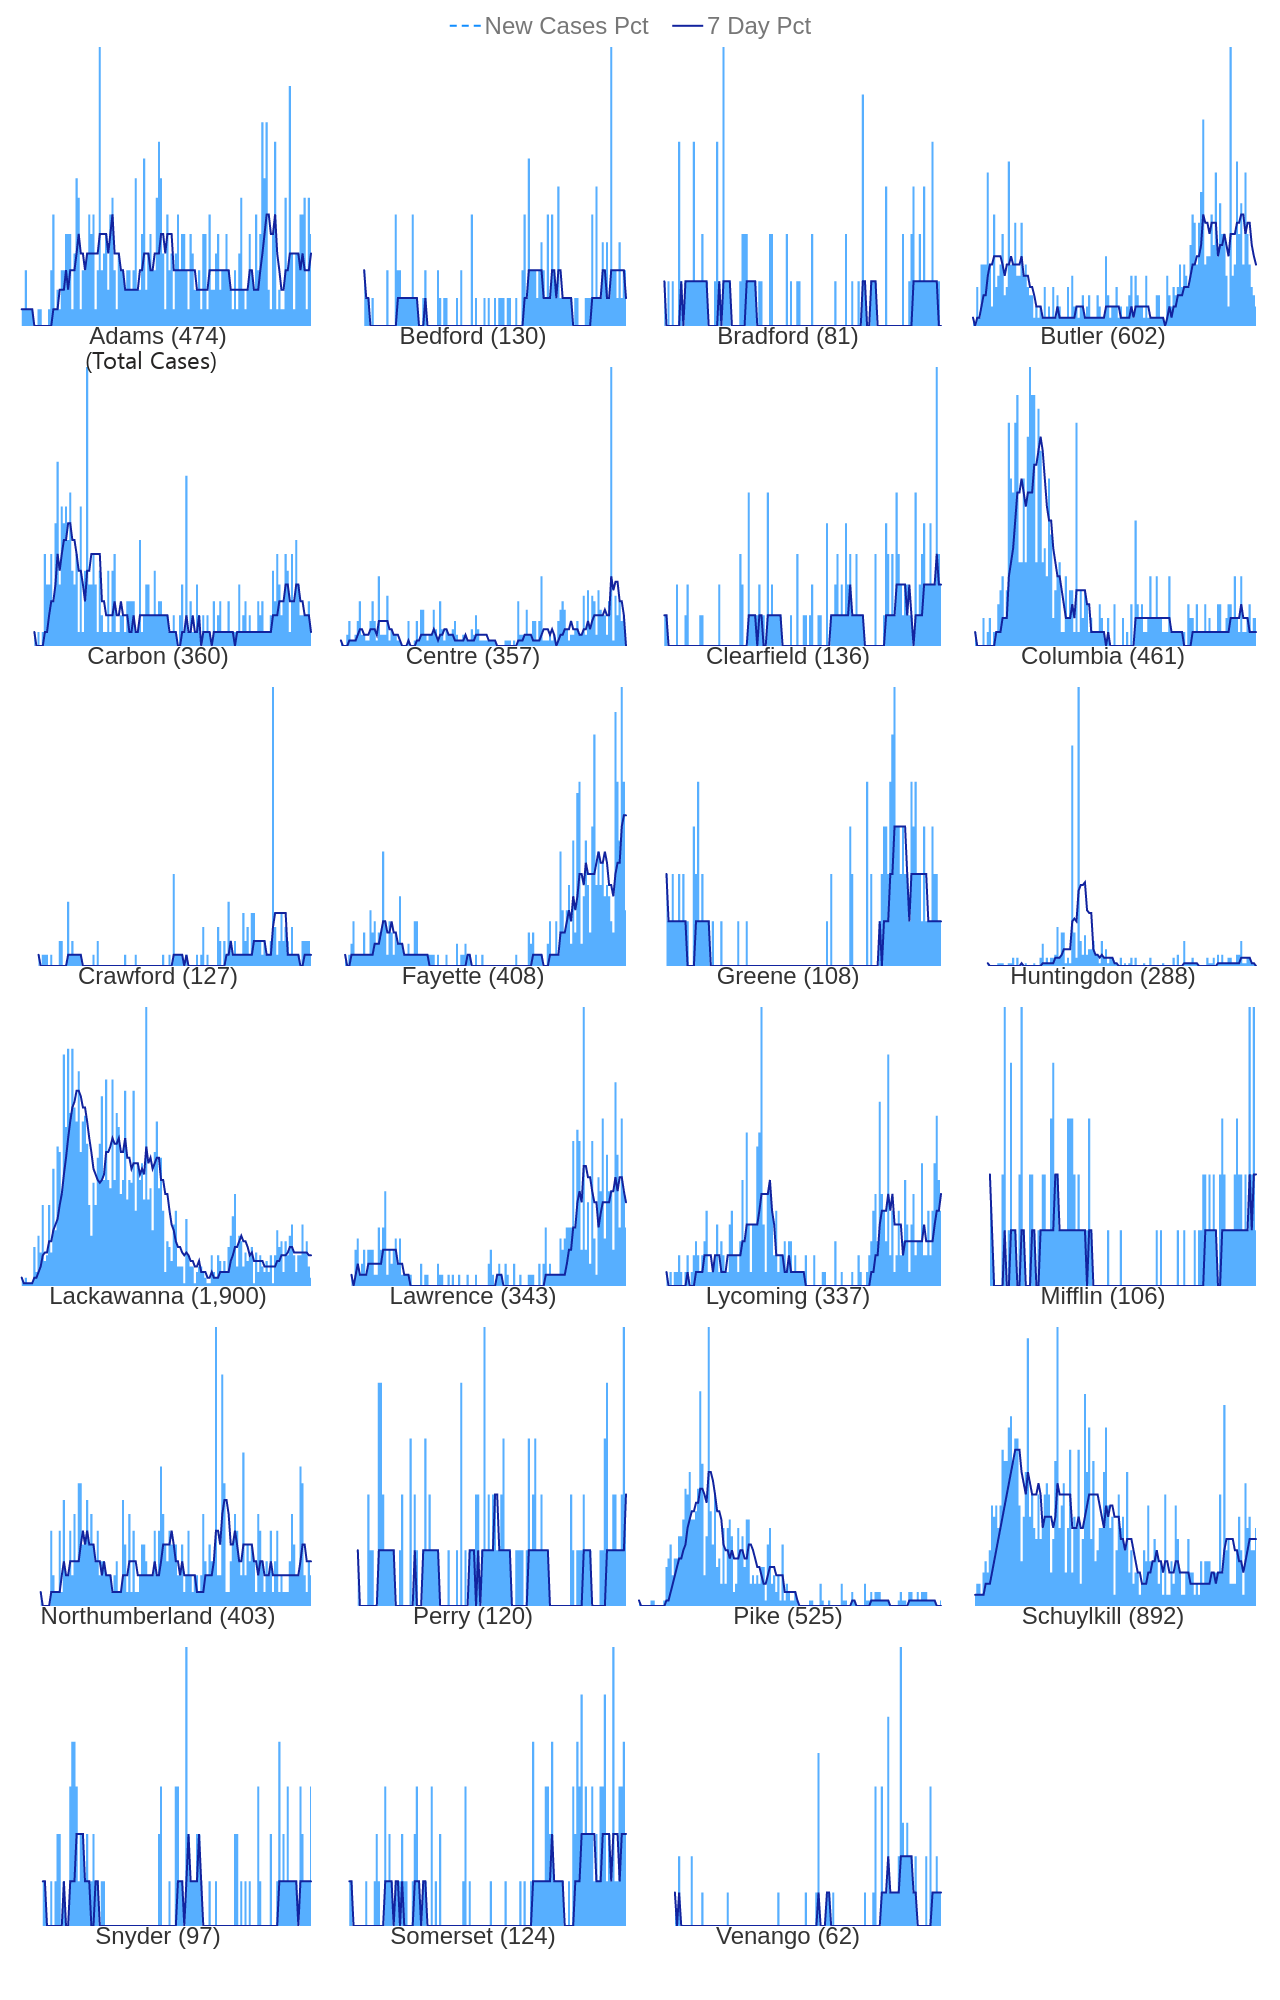 New Cases Pct 7 Day Pct
Adams (474) Bedford (130) Bradford (81) Butler (602)
(Total Cases)
Carbon (360) Centre (357) Clearfield (136) Columbia (461)
Crawford (127) Fayette (408) Greene (108) Huntingdon (288)
Lackawanna (1,900) Lawrence (343) Lycoming (337) Mifflin (106)
Northumberland (403) Perry (120) Pike (525) Schuylkill (892)
Snyder (97) Somerset (124) Venango (62)